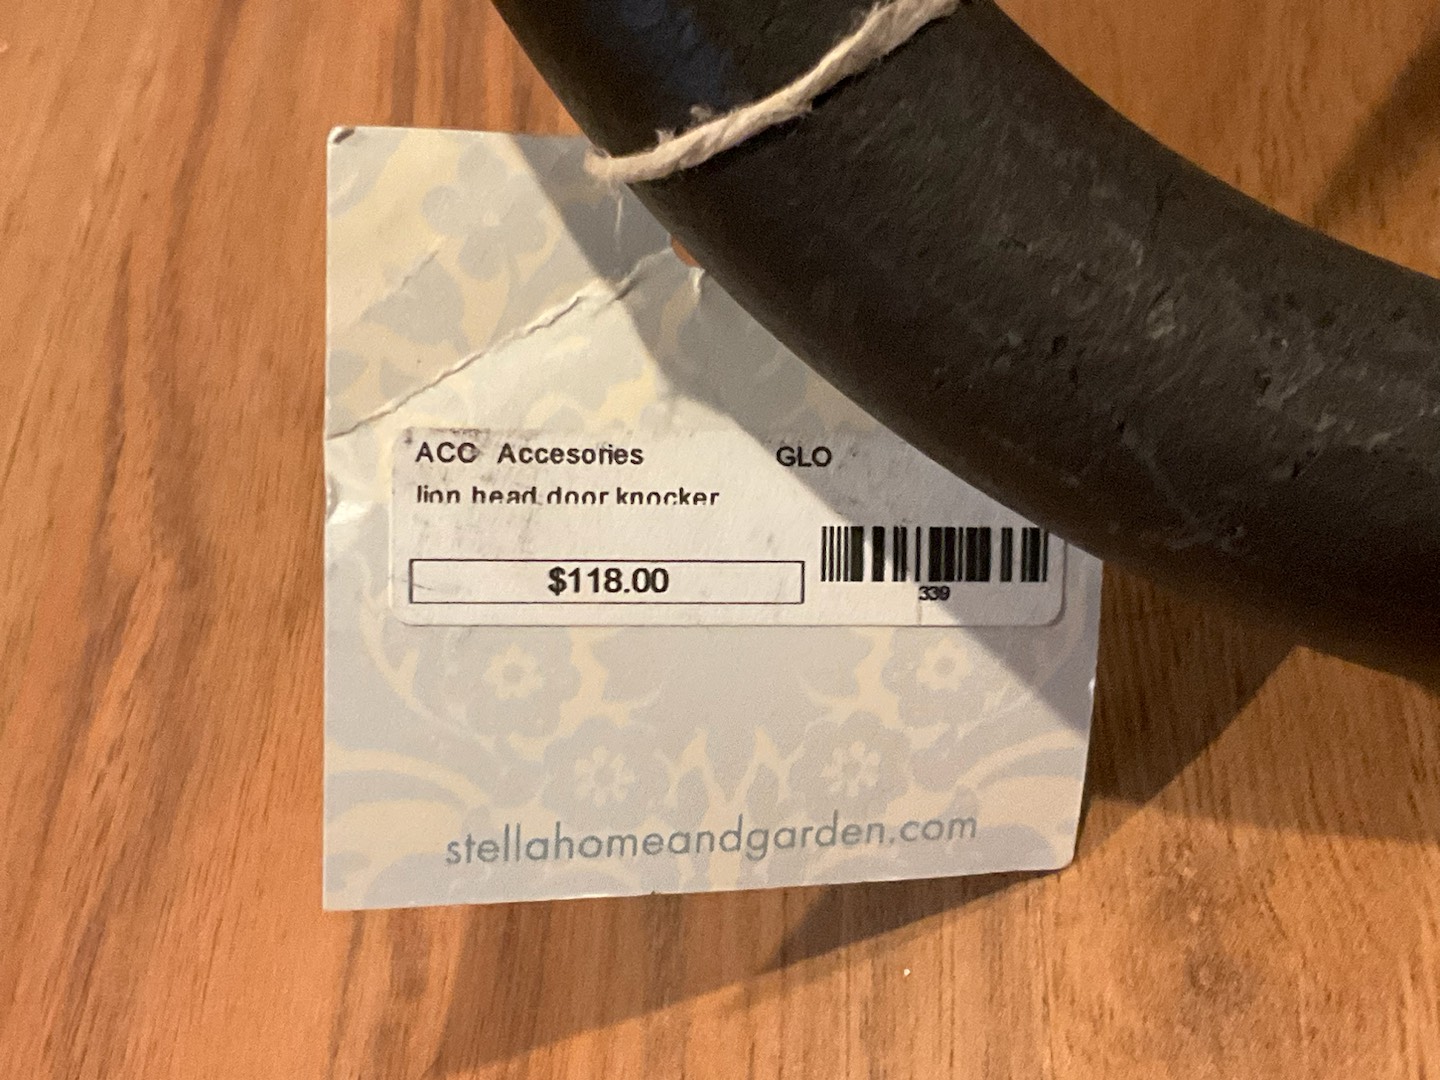 ACC Accesories GLO
lion head door knocker
$118.00
339
stellahomeandgarden.com